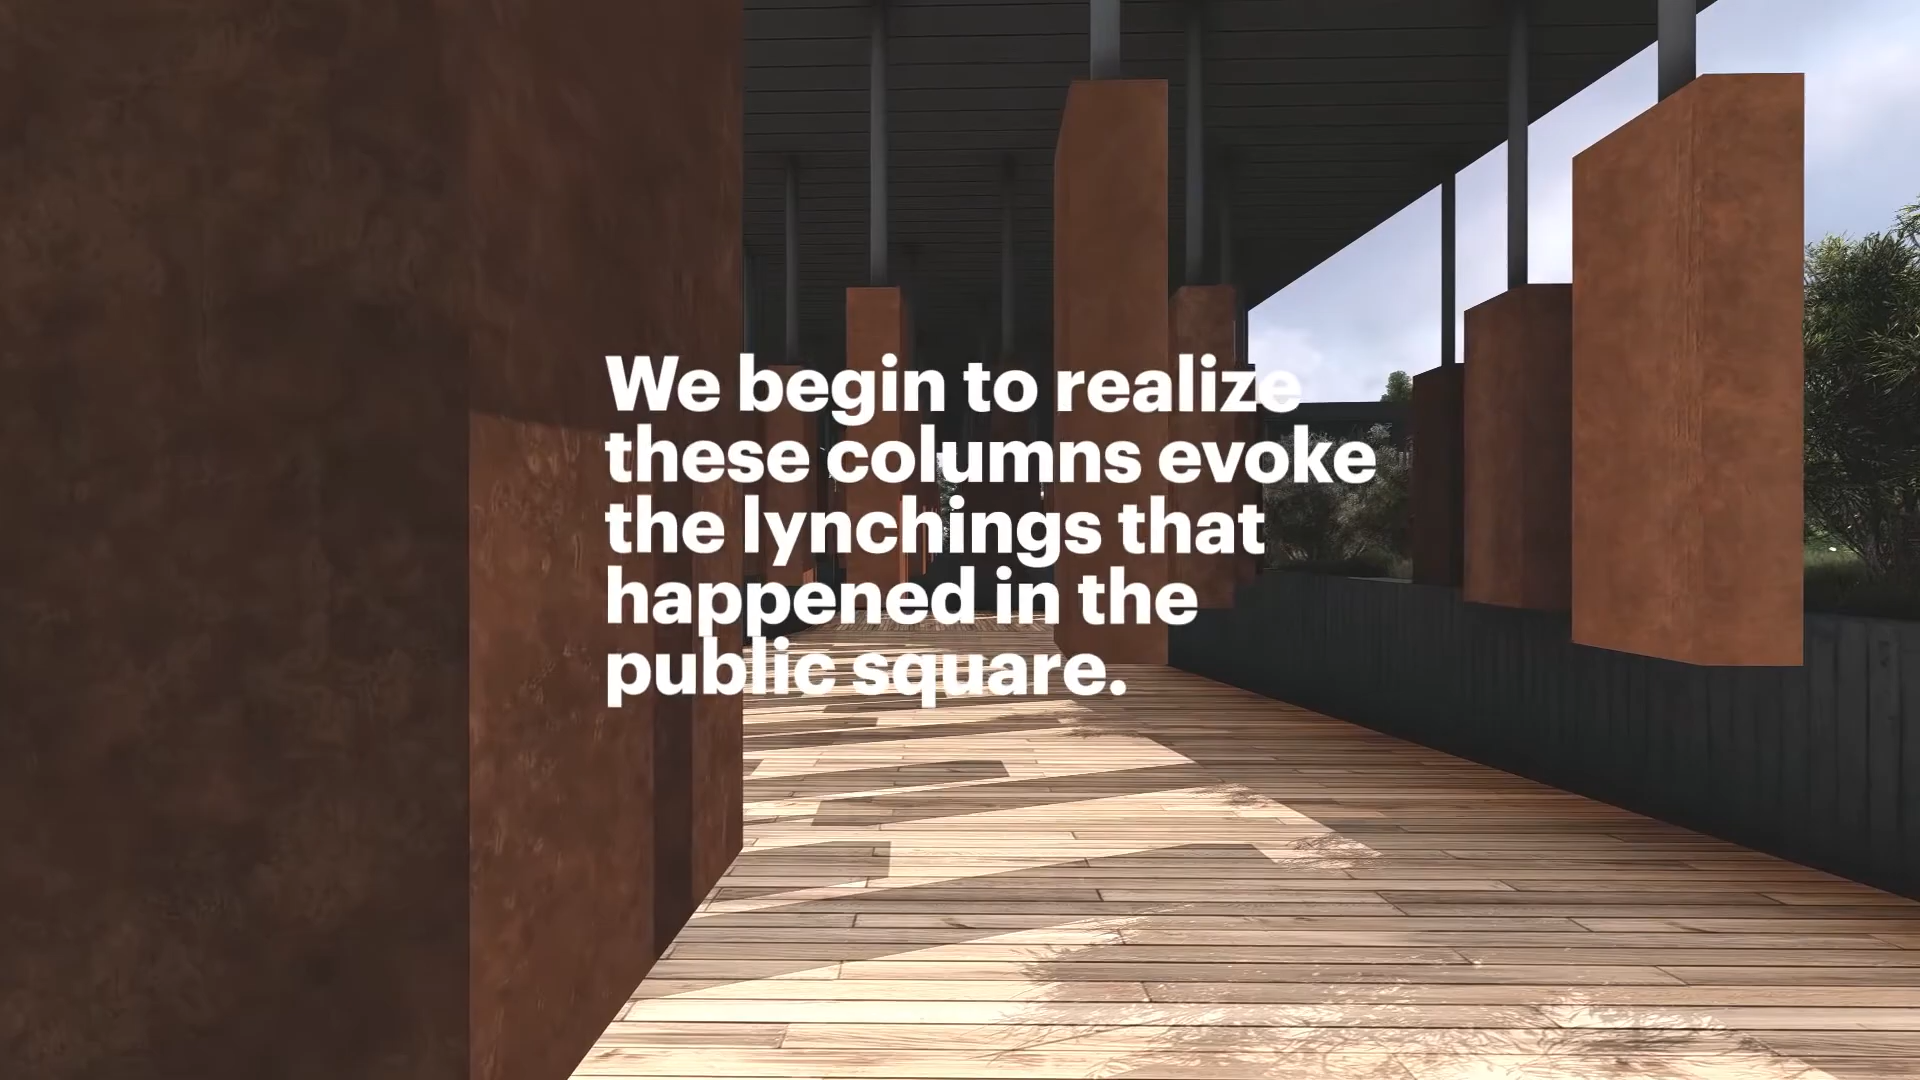 We begin to realize
these columns evoke
the lynchings that
happened in the
public square.